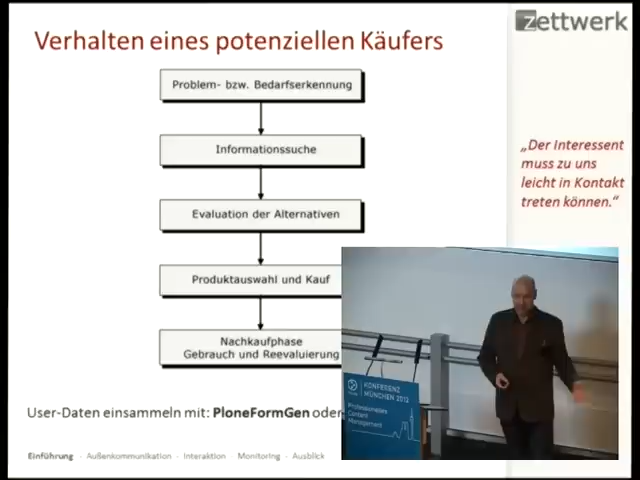 zettwerk
Verhalten eines potenziellen Käufers
Problem- bzw. Bedarfserkennung
Informationssuche
Evaluation der Alternativen
Produktauswahl und Kauf
Nachkaufphase
Gebrauch und Reevaluierung
„Der Interessent
muss zu uns
leicht in Kontakt
treten können.“
User-Daten einsammeln mit: PloneFormGen oder
KONFERENZ
MÜNCHEN 2012
Professionelles
Content
Management
Einführung - Außenkommunikation - Interaktion - Monitoring - Ausblick